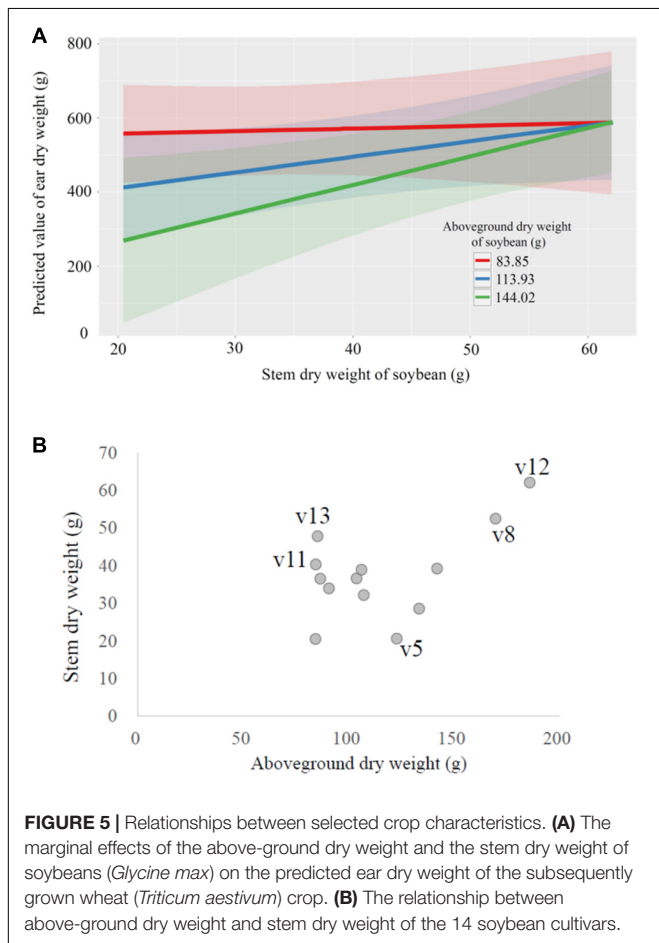 A
Predicted value of ear dry weight (g)
800
600
400
200
0
20 30 40 50 60
Stem dry weight of soybean (g)
Aboveground dry weight
of soybean (g)
83.85
113.93
144.02
B
Stem dry weight (g)
70
60
50
40
30
20
10
0
v12
v13
v8
v11
v5
0 50 100 150 200
Aboveground dry weight (g)
FIGURE 5 | Relationships between selected crop characteristics. (A) The
marginal effects of the above-ground dry weight and the stem dry weight of
soybeans (Glycine max) on the predicted ear dry weight of the subsequently
grown wheat (Triticum aestivum) crop. (B) The relationship between
above-ground dry weight and stem dry weight of the 14 soybean cultivars.